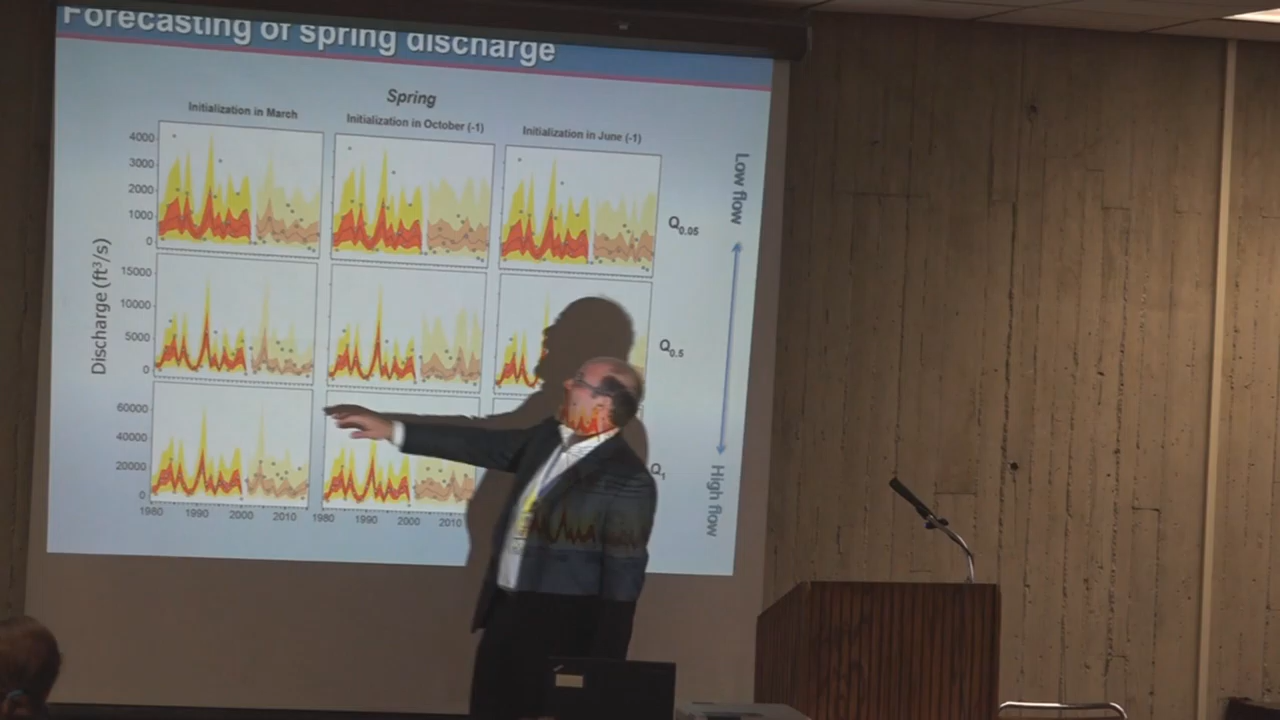 Forecasting of spring discharge
Spring
Initialization in March
Initialization in October (-1)
Initialization in June (-1)
4000
3000
2000
1000
0
Q0.05
Low flow
Discharge (ft³/s)
15000
10000
5000
0
Q0.5
60000
40000
20000
0
Q1
High flow
1980 1990 2000 2010 1980 1990 2000 2010